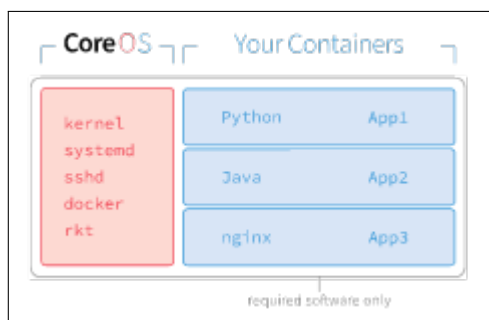 CoreOS
Your Containers
kernel
systemd
sshd
docker
rkt
Python App1
Java App2
nginx App3
required software only